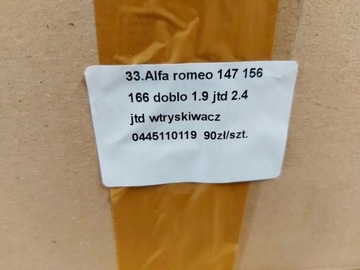 33.Alfa romeo 147 156
166 doblo 1.9 jtd 2.4
jtd wtryskiwacz
0445110119 90zł/szt.